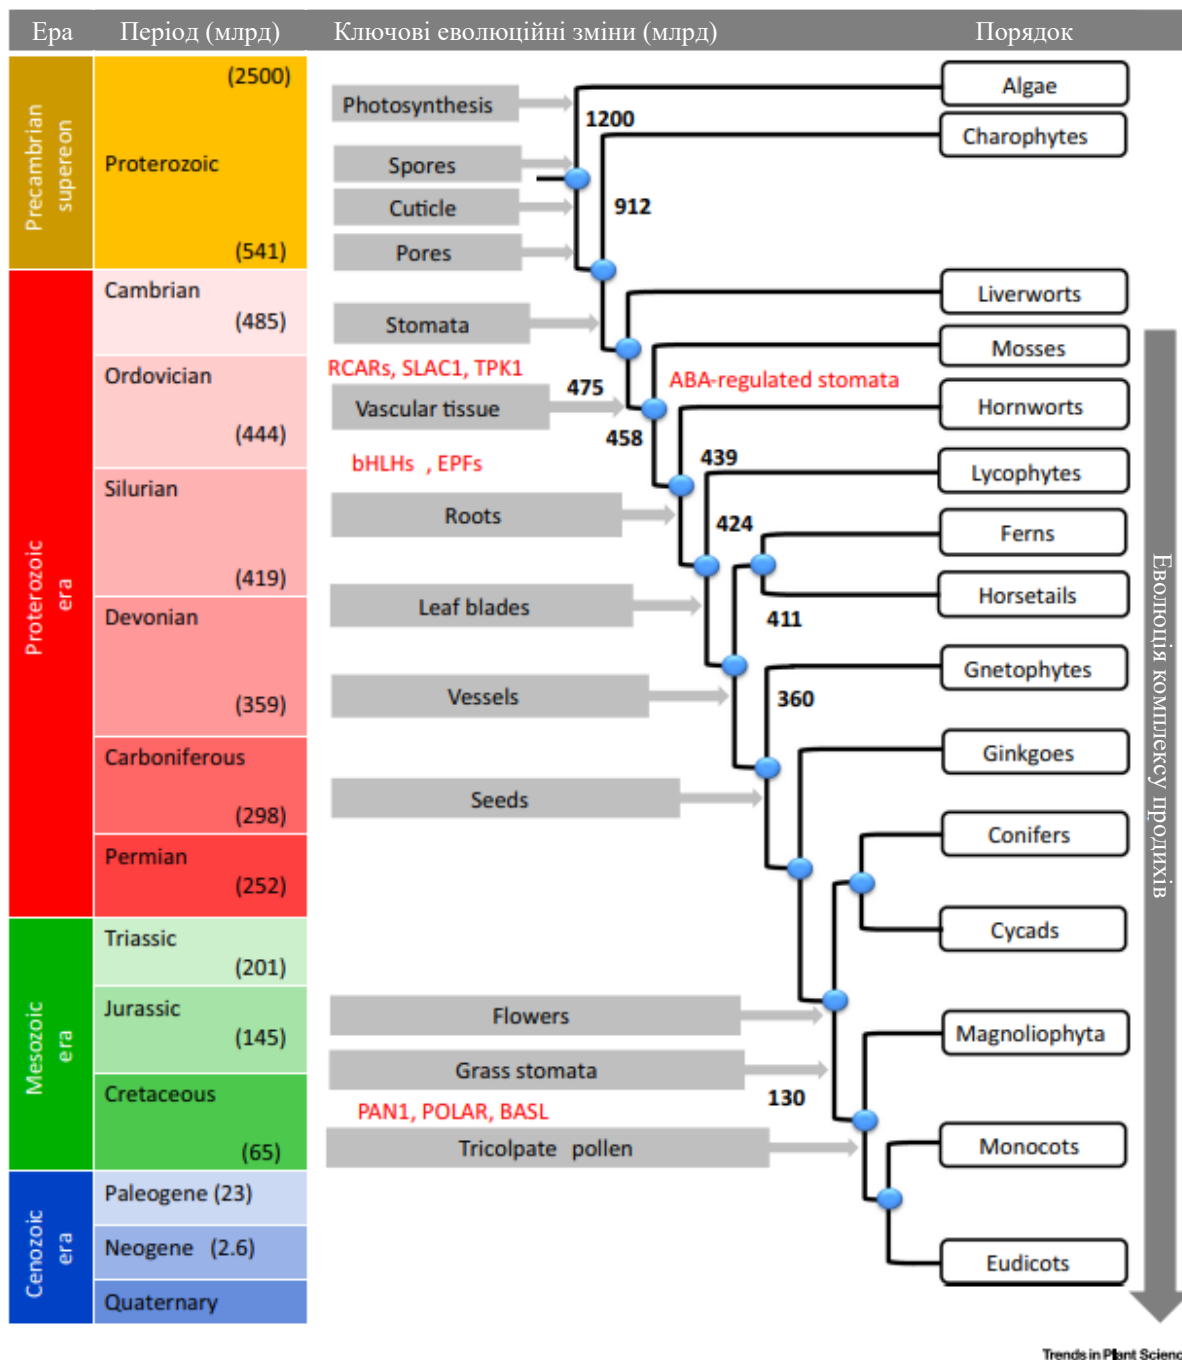 Ера Період (млрд) Ключові еволюційні зміни (млрд) Порядок
Precambrian
supereon
(2500)
Proterozoic
(541)
Proterozoic
era
Cambrian
(485)
Ordovician
(444)
Silurian
(419)
Devonian
(359)
Carboniferous
(298)
Permian
(252)
Mesozoic
era
Triassic
(201)
Jurassic
(145)
Cretaceous
(65)
Cenozoic
era
Paleogene (23)
Neogene (2.6)
Quaternary
Photosynthesis
Spores
Cuticle
Pores
Stomata
RCARs, SLAC1, TPK1
Vascular tissue
bHLHs , EPFs
Roots
Leaf blades
Vessels
Seeds
Flowers
Grass stomata
PAN1, POLAR, BASL
Tricolpate pollen
1200
912
475
ABA-regulated stomata
458
439
424
411
360
130
Algae
Charophytes
Liverworts
Mosses
Hornworts
Lycophytes
Ferns
Horsetails
Gnetophytes
Ginkgoes
Conifers
Cycads
Magnoliophyta
Monocots
Eudicots
Еволюція комплексу продихів
Trends in Plant Scienc